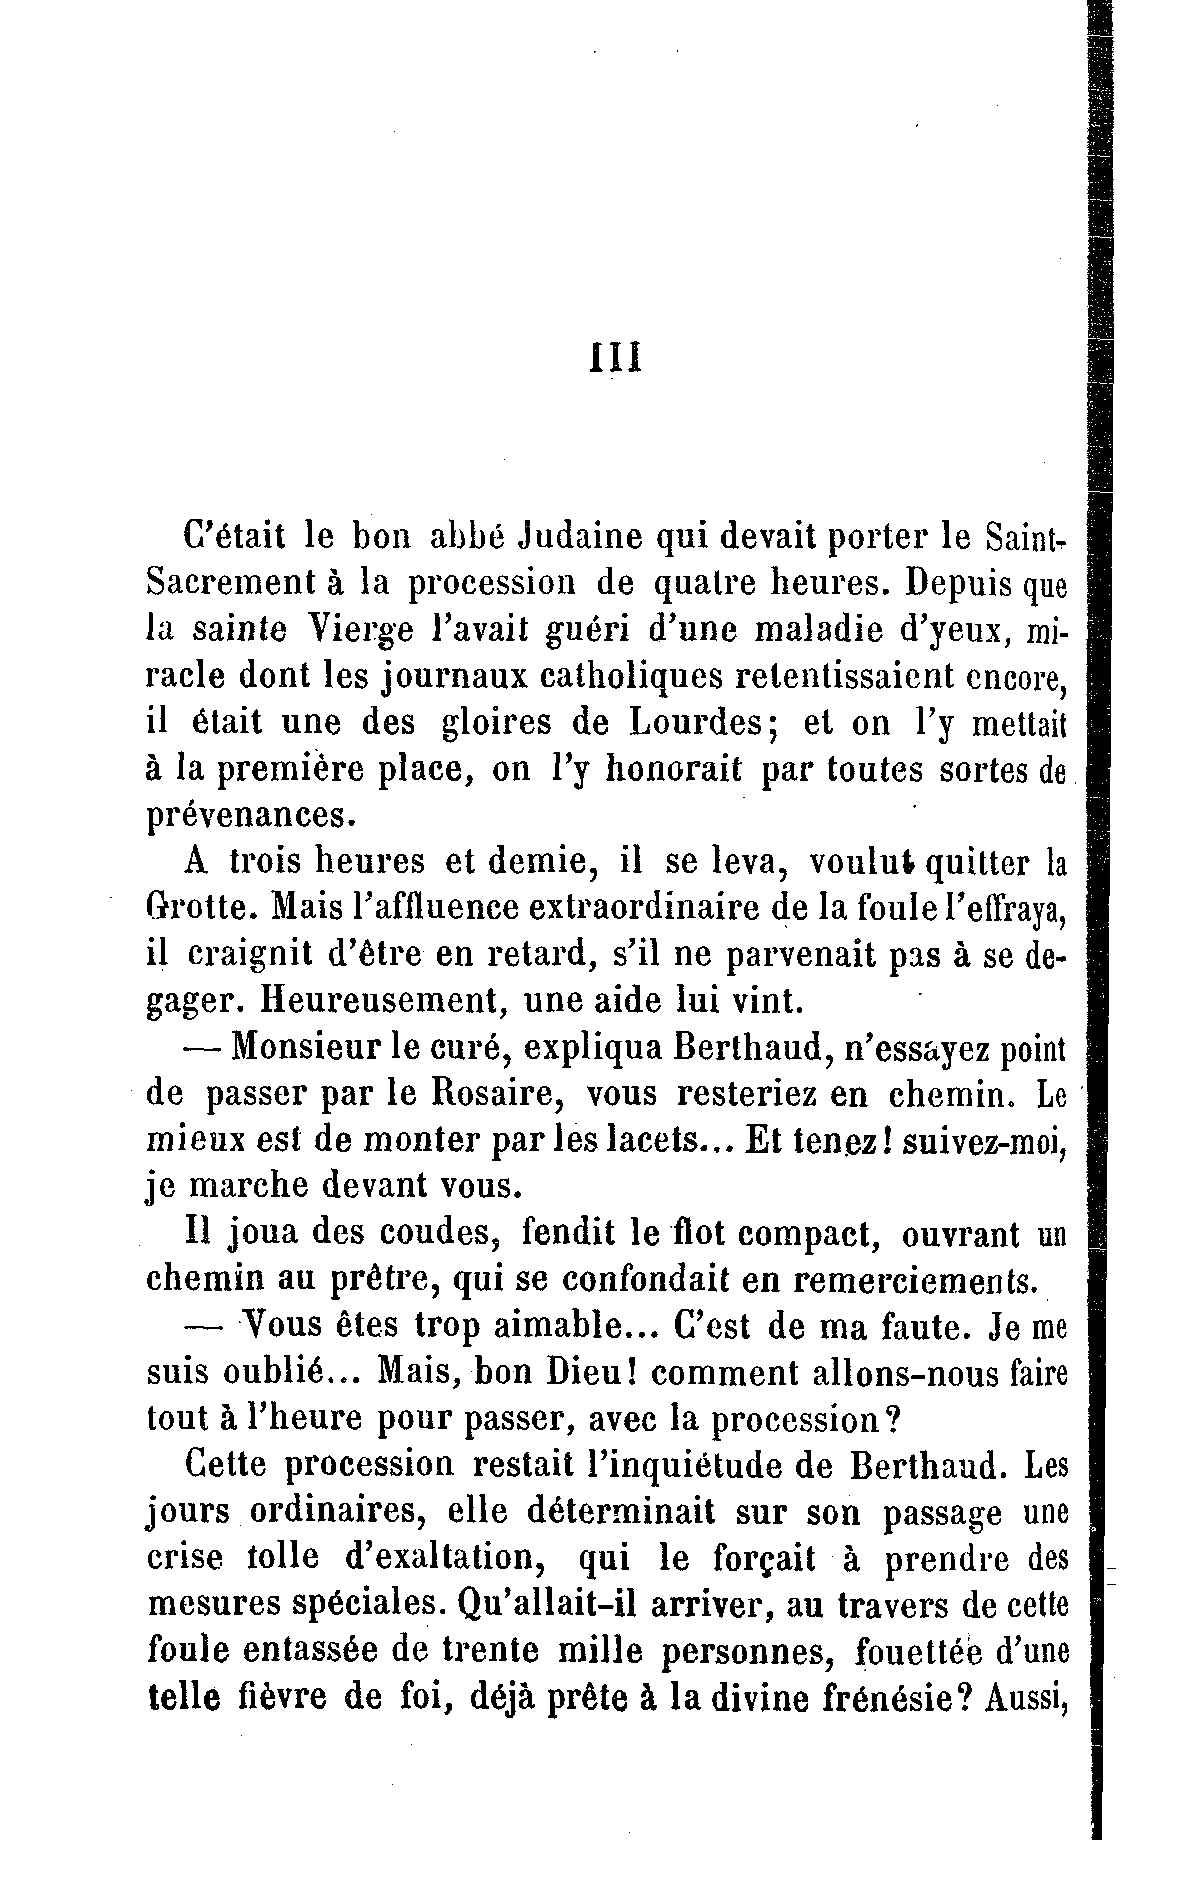 III
C'était le bon abbé Judaine qui devait porter le Saint-
Sacrement à la procession de quatre heures. Depuis que
la sainte Vierge l'avait guéri d'une maladie d'yeux, mi-
racle dont les journaux catholiques retentissaient encore,
il était une des gloires de Lourdes; et on l'y mettait
à la première place, on l'y honorait par toutes sortes de
prévenances.
A trois heures et demie, il se leva, voulut quitter la
Grotte. Mais l'affluence extraordinaire de la foule l'effraya,
il craignit d'être en retard, s'il ne parvenait pas à se de-
gager. Heureusement, une aide lui vint.
— Monsieur le curé, expliqua Berthaud, n'essayez point
de passer par le Rosaire, vous resteriez en chemin. Le
mieux est de monter par les lacets... Et tenez! suivez-moi,
je marche devant vous.
Il joua des coudes, fendit le flot compact, ouvrant un
chemin au prêtre, qui se confondait en remerciements.
— Vous êtes trop aimable... C'est de ma faute. Je me
suis oublié... Mais, bon Dieu! comment allons-nous faire
tout à l'heure pour passer, avec la procession?
Cette procession restait l'inquiétude de Berthaud. Les
jours ordinaires, elle déterminait sur son passage une
crise folle d'exaltation, qui le forçait à prendre des
mesures spéciales. Qu'allait-il arriver, au travers de cette
foule entassée de trente mille personnes, fouettée d'une
telle fièvre de foi, déjà prête à la divine frénésie? Aussi,